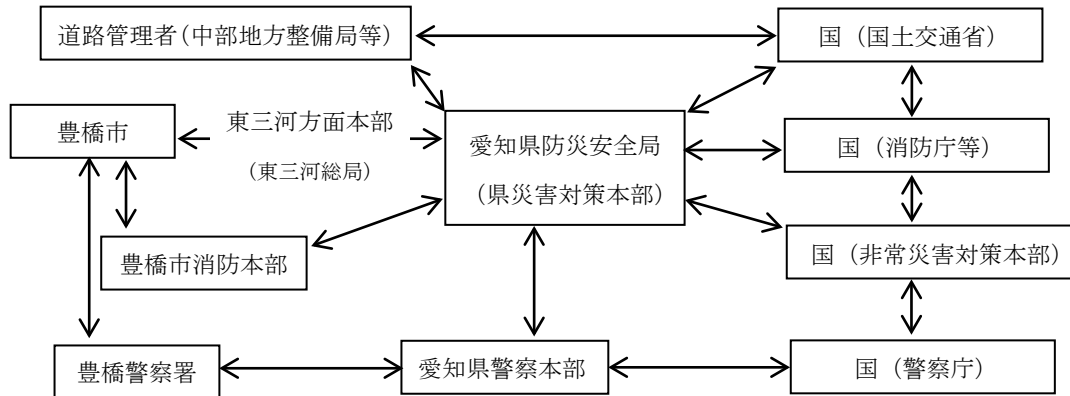 道路管理者(中部地方整備局等)
国（国土交通省）
豊橋市
東三河方面本部
（東三河総局）
愛知県防災安全局
（県災害対策本部）
国（消防庁等）
豊橋市消防本部
国（非常災害対策本部）
豊橋警察署
愛知県警察本部
国（警察庁）